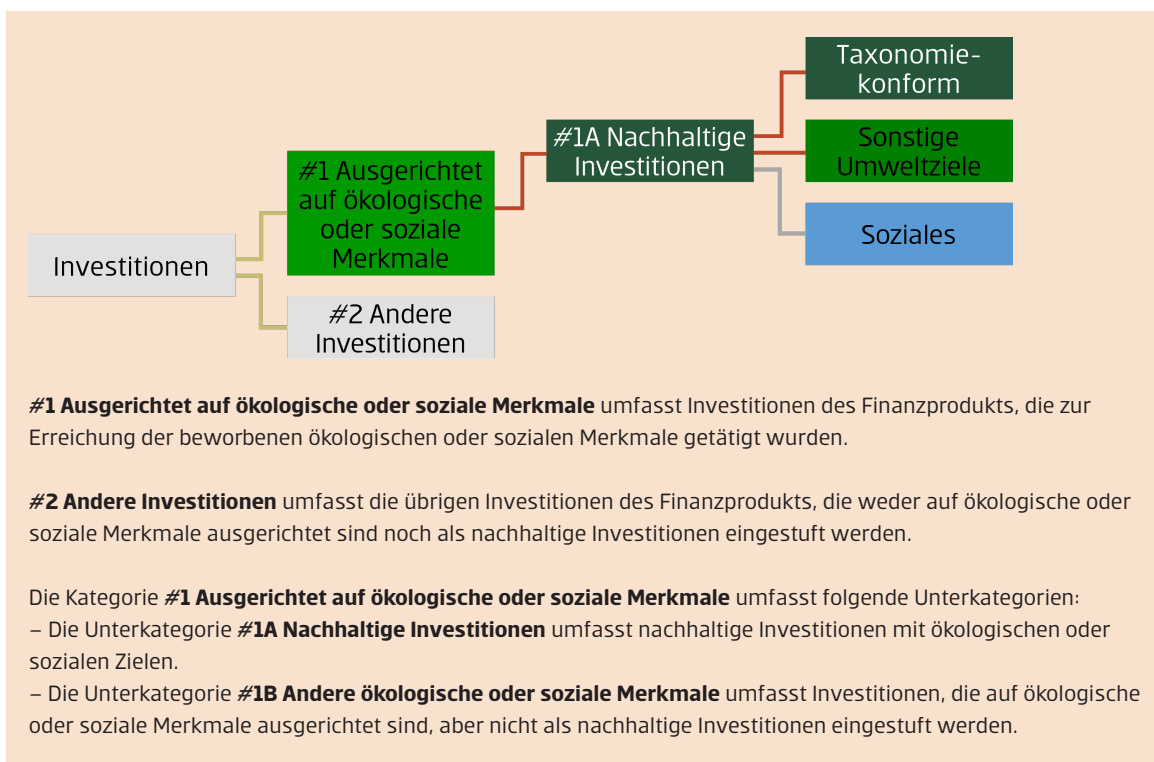 Taxonomie-
konform
#1A Nachhaltige
Investitionen
Sonstige
Umweltziele
#1 Ausgerichtet
auf ökologische
oder soziale
Merkmale
Soziales
Investitionen
#2 Andere
Investitionen
#1 Ausgerichtet auf ökologische oder soziale Merkmale umfasst Investitionen des Finanzprodukts, die zur
Erreichung der beworbenen ökologischen oder sozialen Merkmale getätigt wurden.
#2 Andere Investitionen umfasst die übrigen Investitionen des Finanzprodukts, die weder auf ökologische oder
soziale Merkmale ausgerichtet sind noch als nachhaltige Investitionen eingestuft werden.
Die Kategorie #1 Ausgerichtet auf ökologische oder soziale Merkmale umfasst folgende Unterkategorien:
– Die Unterkategorie #1A Nachhaltige Investitionen umfasst nachhaltige Investitionen mit ökologischen oder
sozialen Zielen.
– Die Unterkategorie #1B Andere ökologische oder soziale Merkmale umfasst Investitionen, die auf ökologische
oder soziale Merkmale ausgerichtet sind, aber nicht als nachhaltige Investitionen eingestuft werden.